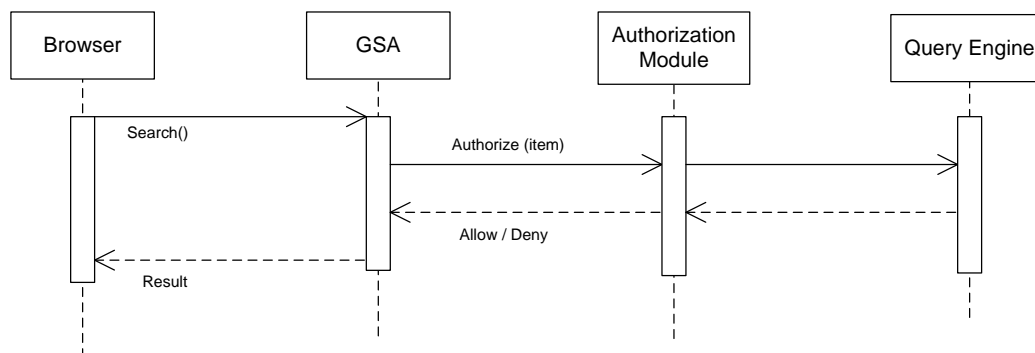 Browser
GSA
Authorization
Module
Query Engine
Search()
Authorize (item)
Allow / Deny
Result